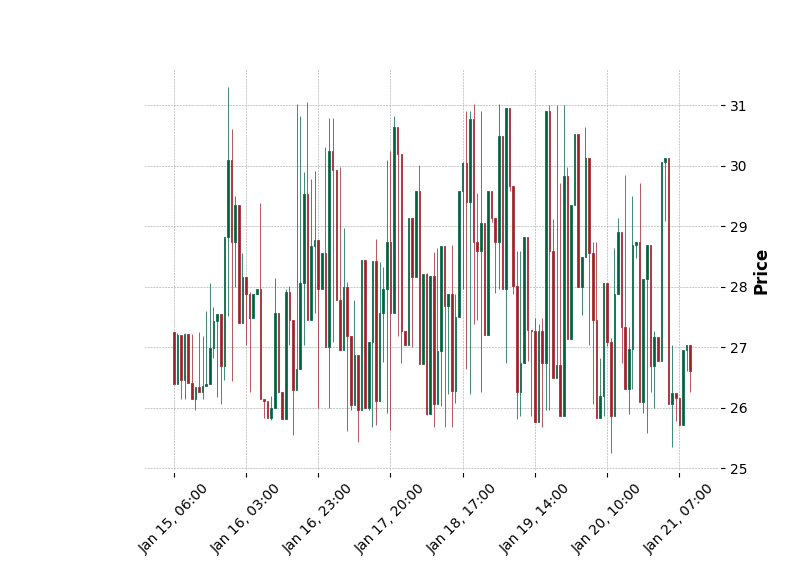 31
30
29
28
27
26
25
Price
Jan 15, 06:00
Jan 16, 03:00
Jan 16, 23:00
Jan 17, 20:00
Jan 18, 17:00
Jan 19, 14:00
Jan 20, 10:00
Jan 21, 07:00